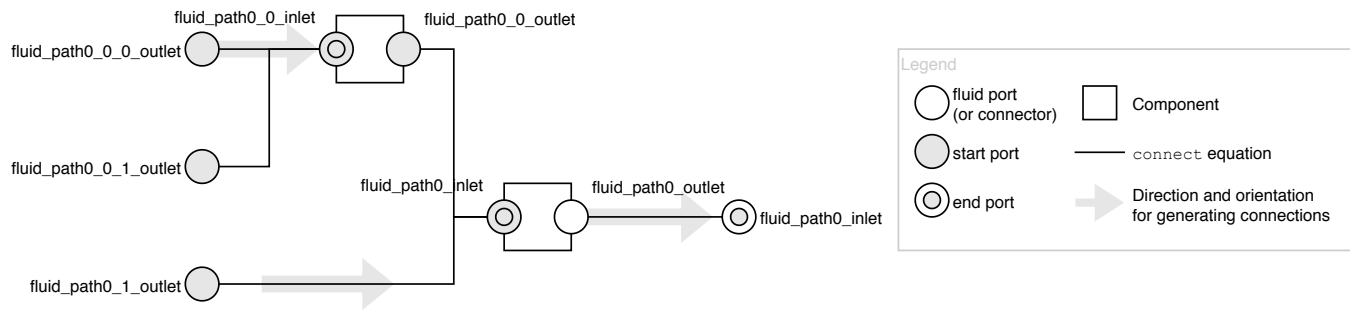 fluid_path0_0_inlet
fluid_path0_0_outlet
fluid_path0_0_0_outlet
fluid_path0_0_1_outlet
fluid_path0_inlet
fluid_path0_outlet
fluid_path0_inlet
fluid_path0_1_outlet
Legend
fluid port
(or connector)
Component
start port
connect equation
end port
Direction and orientation
for generating connections